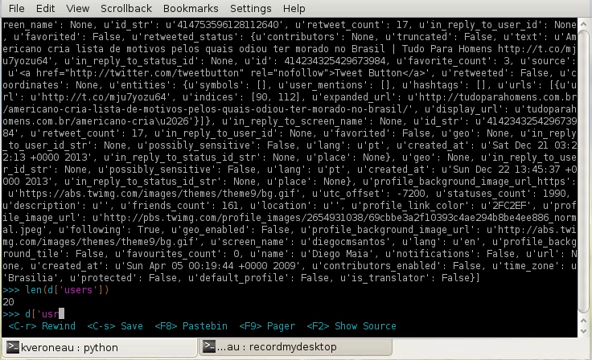 File Edit View Scrollback Bookmarks Settings Help
reen_name': None, u'id_str': u'414753596128112640', u'retweet_count': 17, u'in_reply_to_user_id': None
, u'favorited': False, u'retweeted_status': {u'contributors': None, u'truncated': False, u'text': u'Am
ericano cria lista de motivos pelos quais odiou ter morado no Brasil | Tudo Para Homens http://t.co/mj
u7yozu64', u'in_reply_to_status_id': None, u'id': 414234325429673984, u'favorite_count': 3, u'source':
u'<a href="http://twitter.com/tweetbutton" rel="nofollow">Tweet Button</a>', u'retweeted': False, u'co
ordinates': None, u'entities': {u'symbols': [], u'user_mentions': [], u'hashtags': [], u'urls': [{u'u
rl': u'http://t.co/mju7yozu64', u'indices': [90, 112], u'expanded_url': u'http://tudoparahomens.com.br
/americano-cria-lista-de-motivos-pelos-quais-odiou-ter-morado-no-brasil/', u'display_url': u'tudoparah
omens.com.br/americano-cria\u2026'}]}, u'in_reply_to_screen_name': None, u'id_str': u'4142343254296739
84', u'retweet_count': 17, u'in_reply_to_user_id': None, u'favorited': False, u'geo': None, u'in_reply
_to_user_id_str': None, u'possibly_sensitive': False, u'lang': u'pt', u'created_at': u'Sat Dec 21 03:2
2:13 +0000 2013', u'in_reply_to_status_id_str': None, u'place': None}, u'geo': None, u'in_reply_to_use
r_id_str': None, u'possibly_sensitive': False, u'lang': u'pt', u'created_at': u'Sun Dec 22 13:45:37 +0
000 2013', u'in_reply_to_status_id_str': None, u'place': None}, u'profile_background_image_url_https':
u'https://abs.twimg.com/images/themes/theme9/bg.gif', u'utc_offset': -7200, u'statuses_count': 1990,
u'description': u'', u'friends_count': 161, u'location': u'', u'profile_link_color': u'2FC2EF', u'prof
ile_image_url': u'http://pbs.twimg.com/profile_images/2654931038/69cbbe3a2f10393c4ae294b8be4ee886_norm
al.jpeg', u'following': True, u'geo_enabled': False, u'profile_background_image_url': u'http://abs.twi
mg.com/images/themes/theme9/bg.gif', u'screen_name': u'diegocmsantos', u'lang': u'en', u'profile_backg
round_tile': False, u'favourites_count': 0, u'name': u'Diego Maia', u'notifications': False, u'url': N
one, u'created_at': u'Sun Apr 05 00:19:44 +0000 2009', u'contributors_enabled': False, u'time_zone': u
'Brasilia', u'protected': False, u'default_profile': False, u'is_translator': False}]
>>> len(d['users'])
20
>>> d['usr
<C-r> Rewind <C-s> Save <F8> Pastebin <F9> Pager <F2> Show Source
kveroneau : python
...au : recordmydesktop